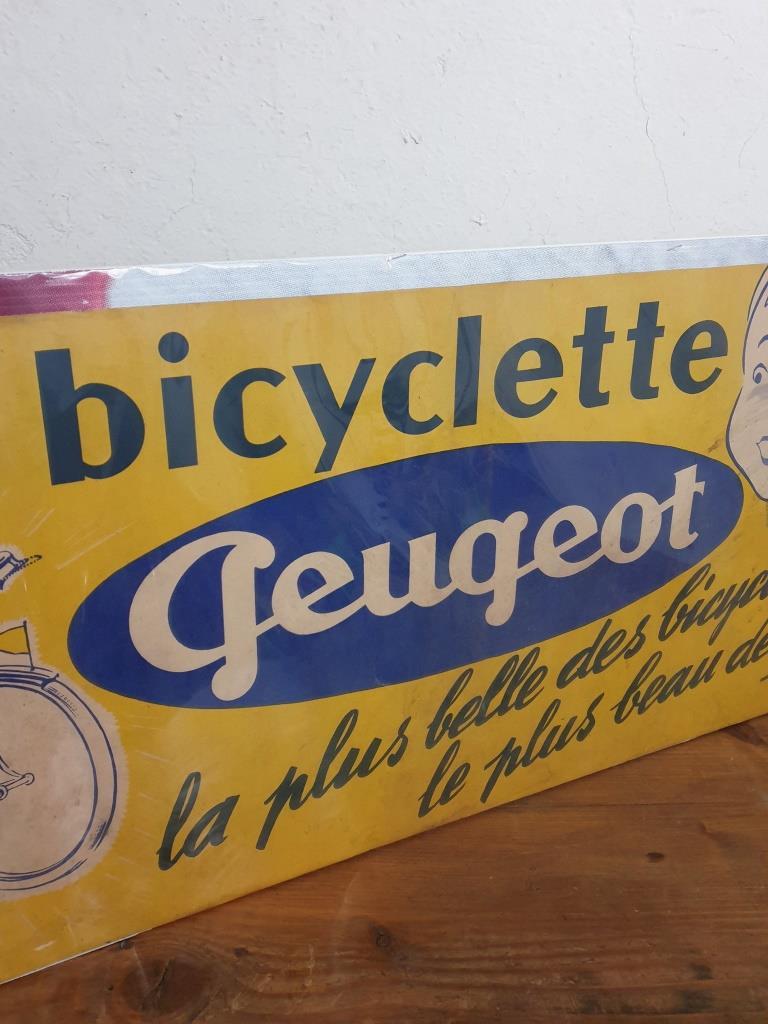 bicyclette
Peugeot
la plus belle des
le plus beau